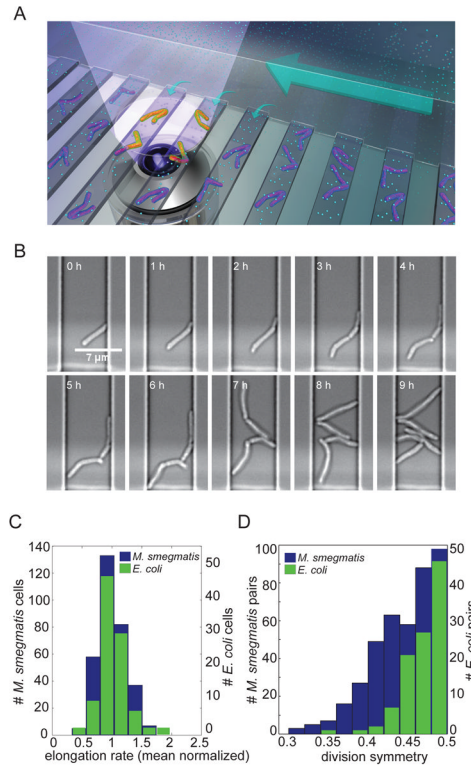 A
B
0 h 1 h 2 h 3 h 4 h
7 µm
5 h 6 h 7 h 8 h 9 h
C
D
M. smegmatis
E. coli
140
120
100
80
60
40
20
0
# M. smegmatis cells
50
40
30
20
10
0
# E. coli cells
0 0.5 1 1.5 2 2.5
elongation rate (mean normalized)
M. smegmatis
E. coli
100
80
60
40
20
0
# M. smegmatis pairs
50
40
30
20
10
0
# E. coli pairs
0.3 0.35 0.4 0.45 0.5
division symmetry